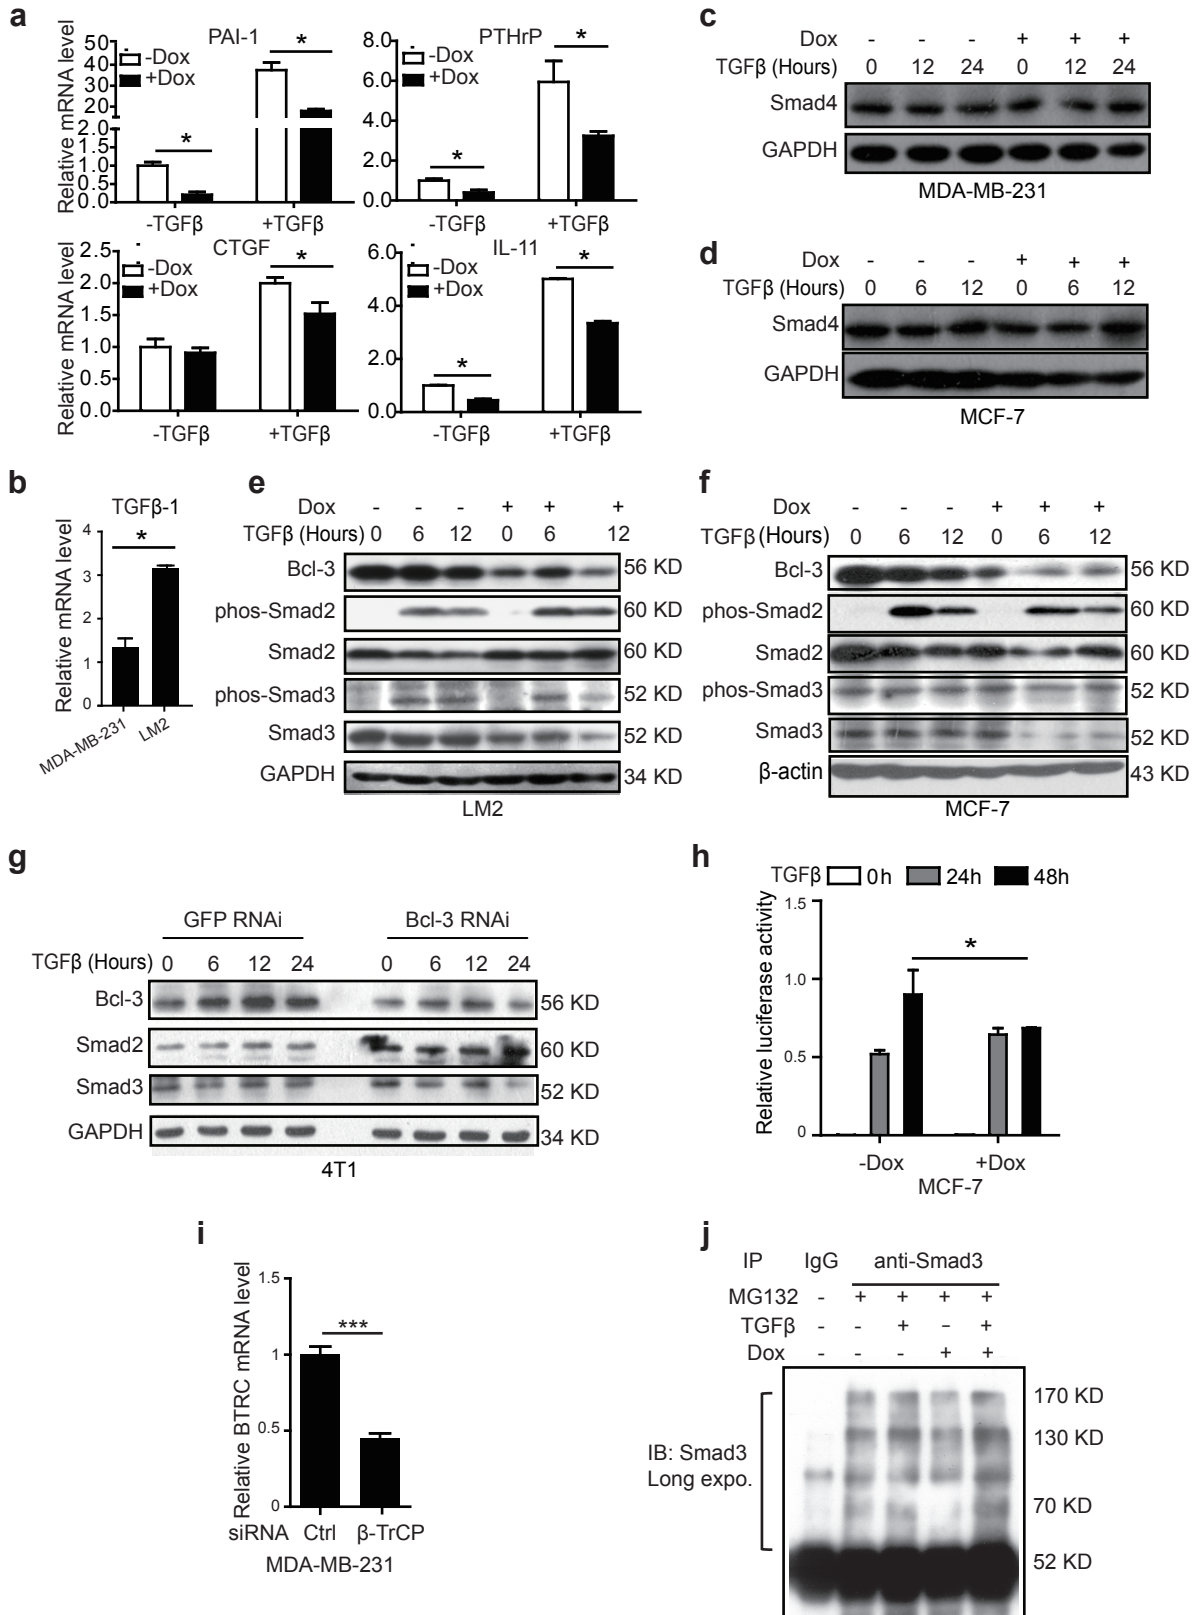 a
PAI-1
Relative mRNA level
50
40
30
20
2.0
1.5
1.0
0.5
0.0
-Dox
+Dox
*
*
-TGFβ
+TGFβ
PTHrP
8.0
6.0
4.0
2.0
0.0
-Dox
+Dox
*
*
-TGFβ
+TGFβ
CTGF
Relative mRNA level
2.5
2.0
1.5
1.0
0.5
0.0
-Dox
+Dox
*
-TGFβ
+TGFβ
IL-11
6.0
4.0
2.0
0.0
-Dox
+Dox
*
*
-TGFβ
+TGFβ
c
Dox - - - + + +
TGFβ (Hours) 0 12 24 0 12 24
Smad4
GAPDH
MDA-MB-231
d
Dox - - - + + +
TGFβ (Hours) 0 6 12 0 6 12
Smad4
GAPDH
MCF-7
b
TGFβ-1
Relative mRNA level
4
3
2
1
0
*
MDA-MB-231
LM2
e
Dox - - - + + +
TGFβ (Hours) 0 6 12 0 6 12
Bcl-3 56 KD
phos-Smad2 60 KD
Smad2 60 KD
phos-Smad3 52 KD
Smad3 52 KD
GAPDH 34 KD
LM2
f
Dox - - - + + +
TGFβ (Hours) 0 6 12 0 6 12
Bcl-3 56 KD
phos-Smad2 60 KD
Smad2 60 KD
phos-Smad3 52 KD
Smad3 52 KD
β-actin 43 KD
MCF-7
g
GFP RNAi Bcl-3 RNAi
TGFβ (Hours) 0 6 12 24 0 6 12 24
Bcl-3 56 KD
Smad2 60 KD
Smad3 52 KD
GAPDH 34 KD
4T1
h
TGFβ 0h 24h 48h
Relative luciferase activity
1.5
1.0
0.5
0
*
-Dox +Dox
MCF-7
i
Relative BTRC mRNA level
1.5
1
0.5
0
***
siRNA Ctrl β-TrCP
MDA-MB-231
j
IP IgG anti-Smad3
MG132 - + + + +
TGFβ - - + - +
Dox - - - + +
170 KD
130 KD
IB: Smad3
Long expo.
70 KD
52 KD